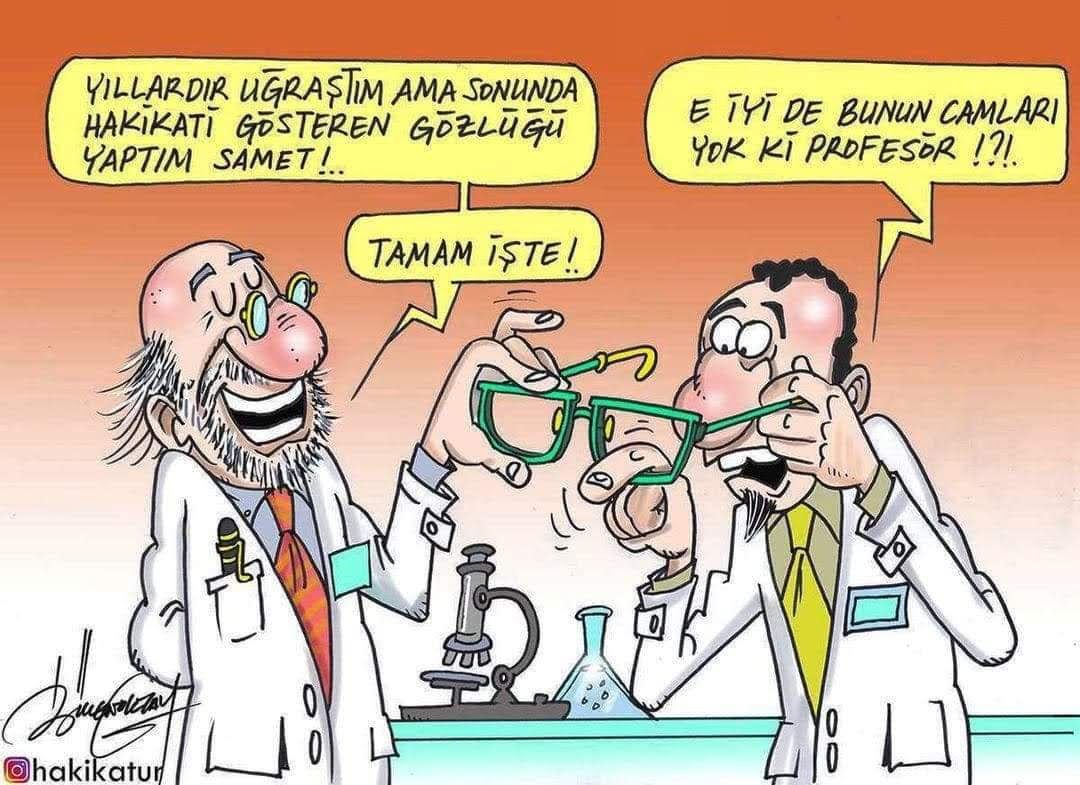 YILLARDIR UĞRAŞTIM AMA SONUNDA
HAKİKATİ GÖSTEREN GÖZLÜĞÜ
YAPTIM SAMET!...
E İYİ DE BUNUN CAMLARI
YOK Kİ PROFESÖR !?!.
TAMAM İŞTE!
@hakikatur